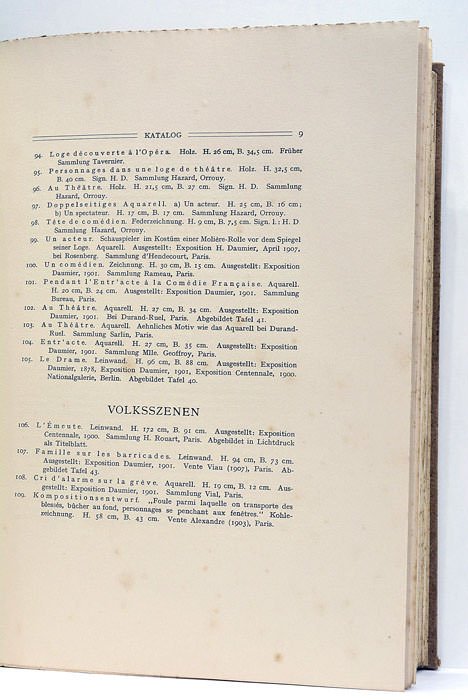 KATALOG 9
94. Loge découverte à l'Opéra. Holz. H. 26 cm, B. 34,5 cm. Früher
Sammlung Tavernier.
95. Personnages dans une loge de théâtre. Holz. H. 32,5 cm,
B. 40 cm. Sign. H. D. Sammlung Hazard, Orrouy.
96. Au Théâtre. Holz. H. 21,5 cm, B. 27 cm. Sign. H. D. Sammlung
Hazard, Orrouy.
97. Doppelseitiges Aquarell. a) Un acteur. H. 25 cm, B. 16 cm;
b) Un spectateur. H. 17 cm, B. 17 cm. Sammlung Hazard, Orrouy.
98. Tête de comédien. Federzeichnung. H. 9 cm, B. 7,5 cm. Sign. l.: H. D.
Sammlung Hazard, Orrouy.
99. Un acteur. Schauspieler im Kostüm einer Molière-Rolle vor dem Spiegel
seiner Loge. Aquarell. Ausgestellt: Exposition H. Daumier, April 1907,
bei Rosenberg. Sammlung d'Hendecourt, Paris.
100. Un comédien. Zeichnung. H. 30 cm, B. 15 cm. Ausgestellt: Exposition
Daumier, 1901. Sammlung Rameau, Paris.
101. Pendant l'Entr'acte à la Comédie Française. Aquarell.
H. 20 cm, B. 24 cm. Ausgestellt: Exposition Daumier, 1901. Sammlung
Bureau, Paris.
102. Au Théâtre. Aquarell. H. 27 cm, B. 34 cm. Ausgestellt: Exposition
Daumier, 1901. Bei Durand-Ruel, Paris. Abgebildet Tafel 41.
103. Au Théâtre. Aquarell. Aehnliches Motiv wie das Aquarell bei Durand-
Ruel. Sammlung Sarlin, Paris.
104. Entr'acte. Aquarell. H. 27 cm, B. 35 cm. Ausgestellt: Exposition
Daumier, 1901. Sammlung Mlle. Geoffroy, Paris.
105. Le Drame. Leinwand. H. 96 cm, B. 88 cm. Ausgestellt: Exposition
Daumier, 1878, Exposition Daumier, 1901, Exposition Centennale, 1900.
Nationalgalerie, Berlin. Abgebildet Tafel 40.
VOLKSSZENEN
106. L'Émeute. Leinwand. H. 172 cm, B. 91 cm. Ausgestellt: Exposition
Centennale, 1900. Sammlung H. Rouart, Paris. Abgebildet in Lichtdruck
als Titelblatt.
107. Famille sur les barricades. Leinwand. H. 94 cm, B. 73 cm.
Ausgestellt: Exposition Daumier, 1901. Vente Viau (1907), Paris. Ab-
gebildet Tafel 43.
108. Cri d'alarme sur la grève. Aquarell. H. 19 cm, B. 12 cm. Aus-
gestellt: Exposition Daumier, 1901. Sammlung Vial, Paris.
109. Kompositionsentwurf. „Foule parmi laquelle on transporte des
blessés, bûcher au fond, personnages se penchant aux fenêtres." Kohle-
zeichnung. H. 58 cm, B. 43 cm. Vente Alexandre (1903), Paris.